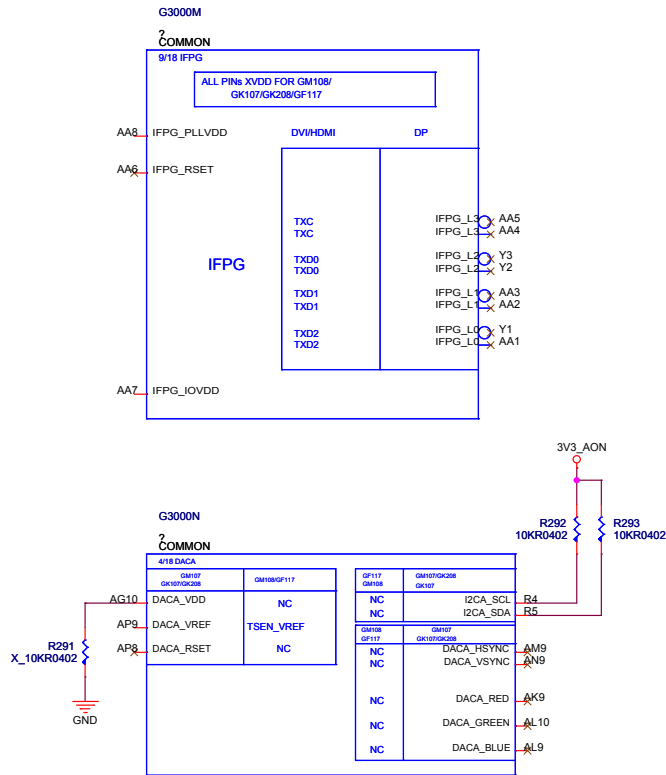 G3000M
?
COMMON
9/18 IFPG
ALL PINs XVDD FOR GM108/
GK107/GK208/GF117
AA8 IFPG_PLLVDD
DVI/HDMI DP
AA6 IFPG_RSET
TXC IFPG_L3 AA5
TXC IFPG_L3 AA4
IFPG
TXD0 IFPG_L2 Y3
TXD0 IFPG_L2 Y2
TXD1 IFPG_L1 AA3
TXD1 IFPG_L1 AA2
TXD2 IFPG_L0 Y1
TXD2 IFPG_L0 AA1
AA7 IFPG_IOVDD
3V3_AON
G3000N
?
COMMON
R292
10KR0402
R293
10KR0402
4/18 DACA
GM107
GK107/GK208
GM108/GF117
GF117
GM108
GM107/GK208
GK107
AG10 DACA_VDD NC
NC I2CA_SCL R4
NC I2CA_SDA R5
AP9 DACA_VREF TSEN_VREF
AP8 DACA_RSET NC
GM108
GF117
GM107
GK107/GK208
NC DACA_HSYNC AM9
NC DACA_VSYNC AN9
NC DACA_RED AK9
NC DACA_GREEN AL10
NC DACA_BLUE AL9
R291
X_10KR0402
GND